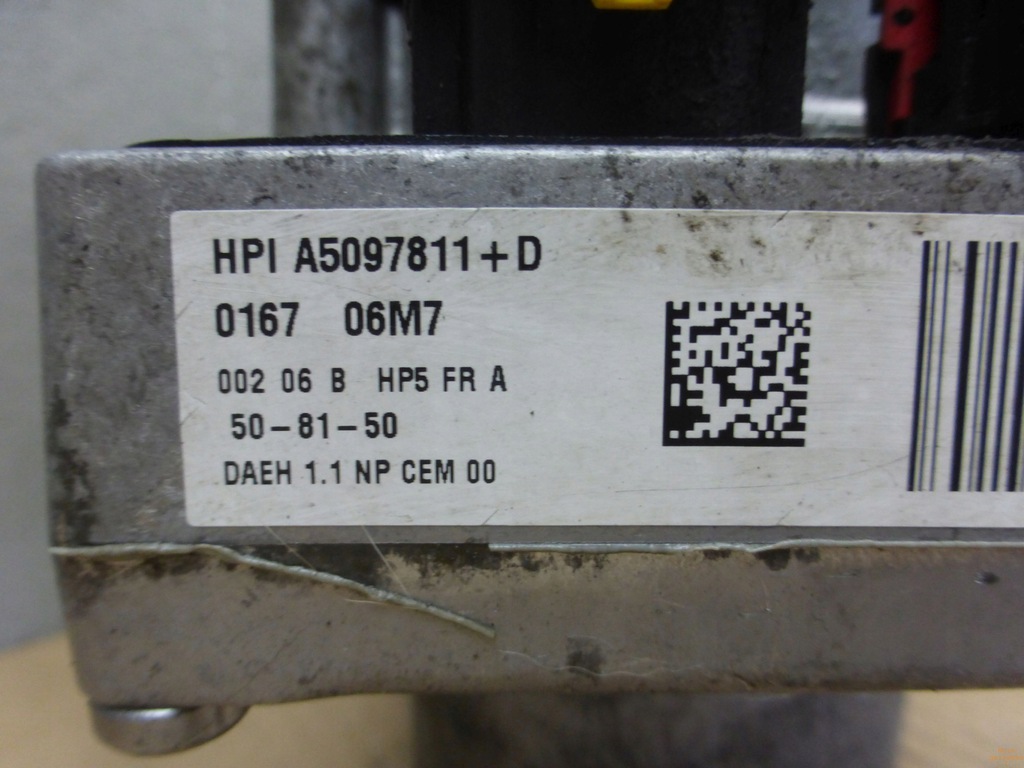 HPI A5097811+D
0167 06M7
002 06 B HP5 FR A
50-81-50
DAEH 1.1 NP CEM 00